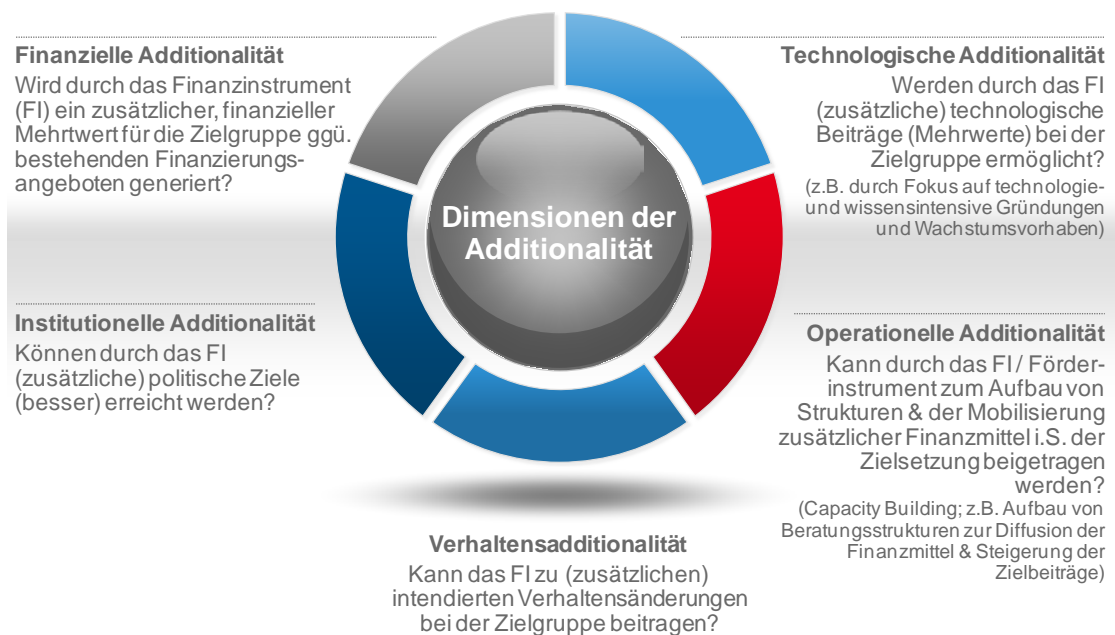 Finanzielle Additionalität
Wird durch das Finanzinstrument
(FI) ein zusätzlicher, finanzieller
Mehrtwert für die Zielgruppe ggü.
bestehenden Finanzierungs-
angeboten generiert?
Technologische Additionalität
Werden durch das FI
(zusätzliche) technologische
Beiträge (Mehrwerte) bei der
Zielgruppe ermöglicht?
(z.B. durch Fokus auf technologie-
und wissensintensive Gründungen
und Wachstumsvorhaben)
Dimensionen der
Additionalität
Institutionelle Additionalität
Können durch das FI
(zusätzliche) politische Ziele
(besser) erreicht werden?
Operationelle Additionalität
Kann durch das FI / Förder-
instrument zum Aufbau von
Strukturen & der Mobilisierung
zusätzlicher Finanzmittel i.S. der
Zielsetzung beigetragen
werden?
(Capacity Building; z.B. Aufbau von
Beratungsstrukturen zur Diffusion der
Finanzmittel & Steigerung der
Zielbeiträge)
Verhaltensadditionalität
Kann das FI zu (zusätzlichen)
intendierten Verhaltensänderungen
bei der Zielgruppe beitragen?